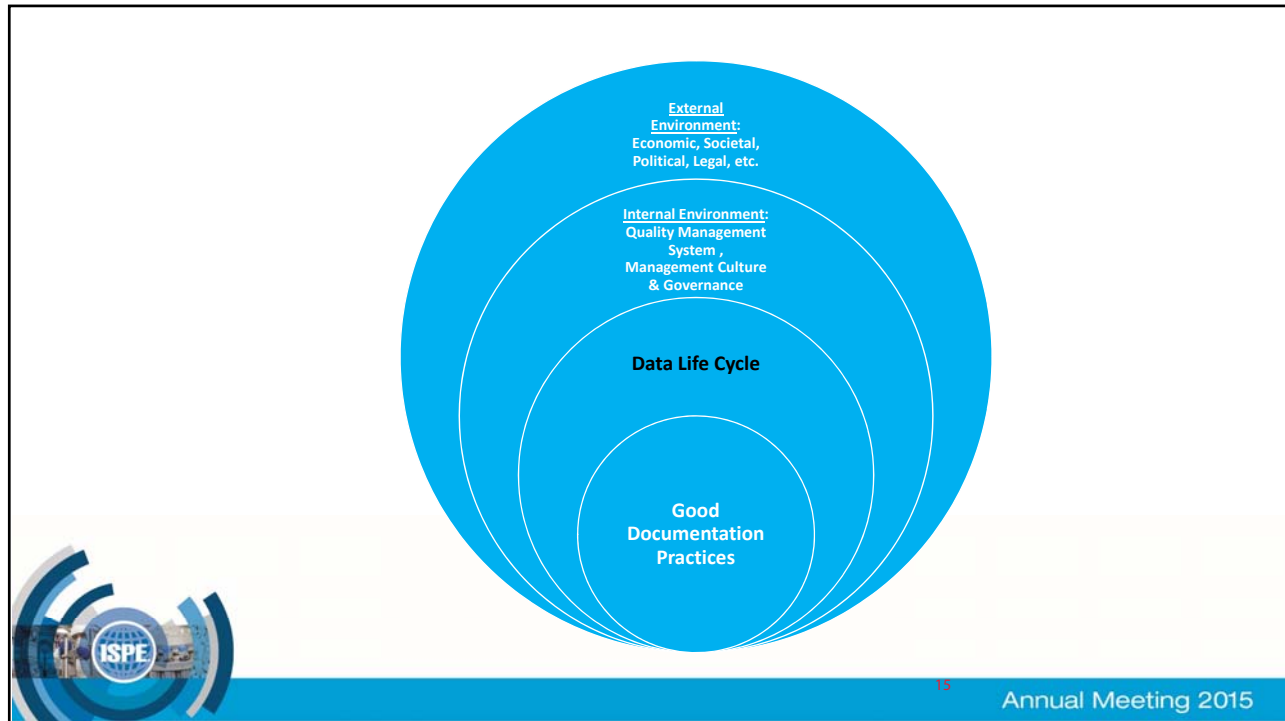 External
Environment:
Economic, Societal,
Political, Legal, etc.
Internal Environment:
Quality Management
System ,
Management Culture
& Governance
Data Life Cycle
Good
Documentation
Practices
ISPE
15
Annual Meeting 2015